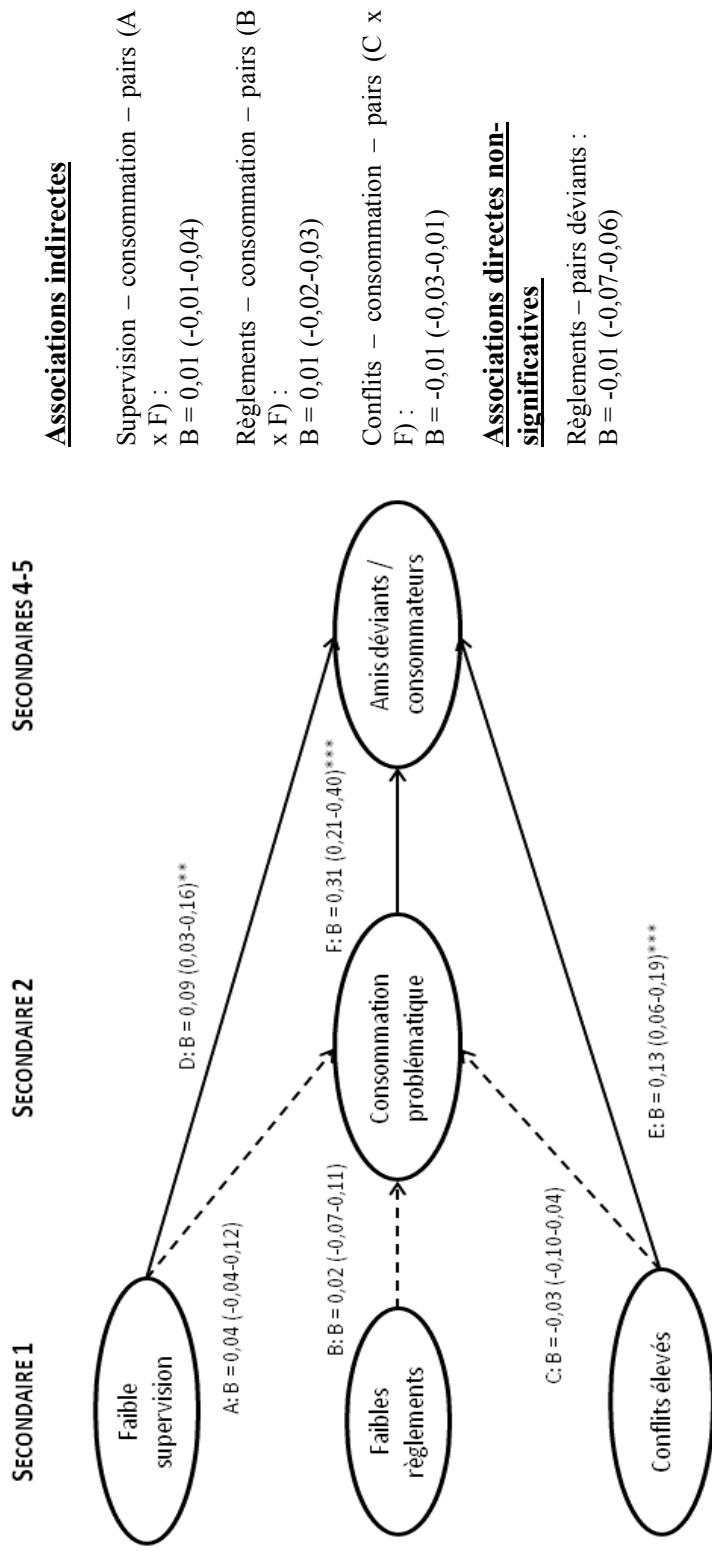 SECONDAIRE 1
SECONDAIRE 2
SECONDAIRES 4-5
Faible
supervision
Faibles
règlements
Conflits élevés
A: B = 0,04 (-0,04-0,12)
B: B = 0,02 (-0,07-0,11)
C: B = -0,03 (-0,10-0,04)
Consommation
problématique
D: B = 0,09 (0,03-0,16)**
F: B = 0,31 (0,21-0,40)***
E: B = 0,13 (0,06-0,19)***
Amis déviants /
consommateurs
Associations indirectes
Supervision – consommation – pairs (A
x F) :
B = 0,01 (-0,01-0,04)
Règlements – consommation – pairs (B
x F) :
B = 0,01 (-0,02-0,03)
Conflits – consommation – pairs (C x
F) :
B = -0,01 (-0,03-0,01)
Associations directes non-
significatives
Règlements – pairs déviants :
B = -0,01 (-0,07-0,06)